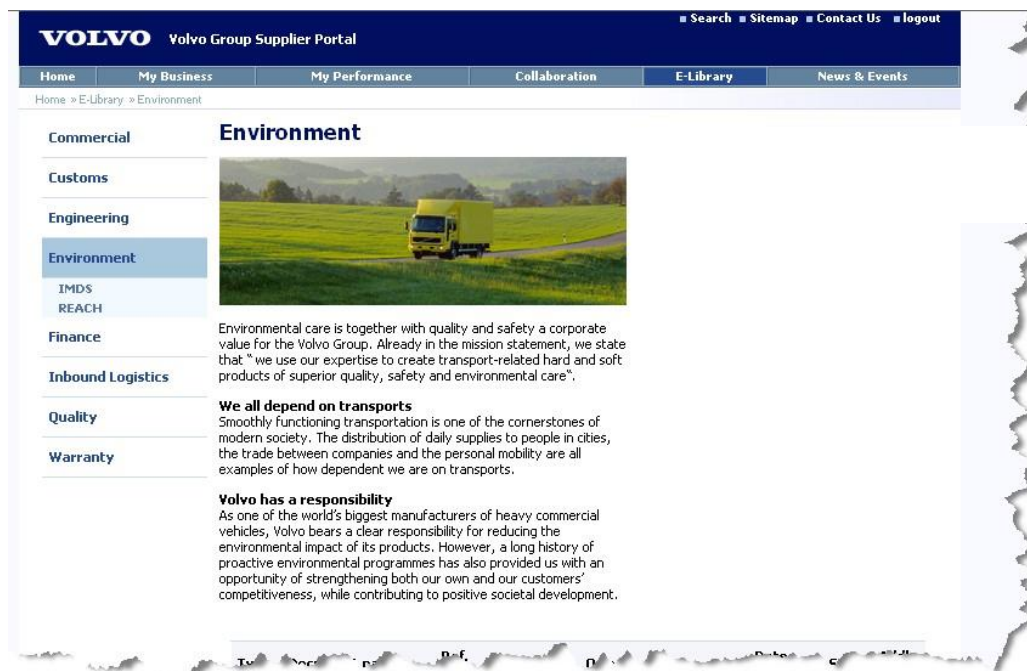 Search Sitemap Contact Us logout
VOLVO Volvo Group Supplier Portal
Home My Business My Performance Collaboration E-Library News & Events
Home » E-Library » Environment
Commercial
Customs
Engineering
Environment
IMDS
REACH
Finance
Inbound Logistics
Quality
Warranty
Environment
Environmental care is together with quality and safety a corporate
value for the Volvo Group. Already in the mission statement, we state
that “ we use our expertise to create transport-related hard and soft
products of superior quality, safety and environmental care“.
We all depend on transports
Smoothly functioning transportation is one of the cornerstones of
modern society. The distribution of daily supplies to people in cities,
the trade between companies and the personal mobility are all
examples of how dependent we are on transports.
Volvo has a responsibility
As one of the world's biggest manufacturers of heavy commercial
vehicles, Volvo bears a clear responsibility for reducing the
environmental impact of its products. However, a long history of
proactive environmental programmes has also provided us with an
opportunity of strengthening both our own and our customers'
competitiveness, while contributing to positive societal development.